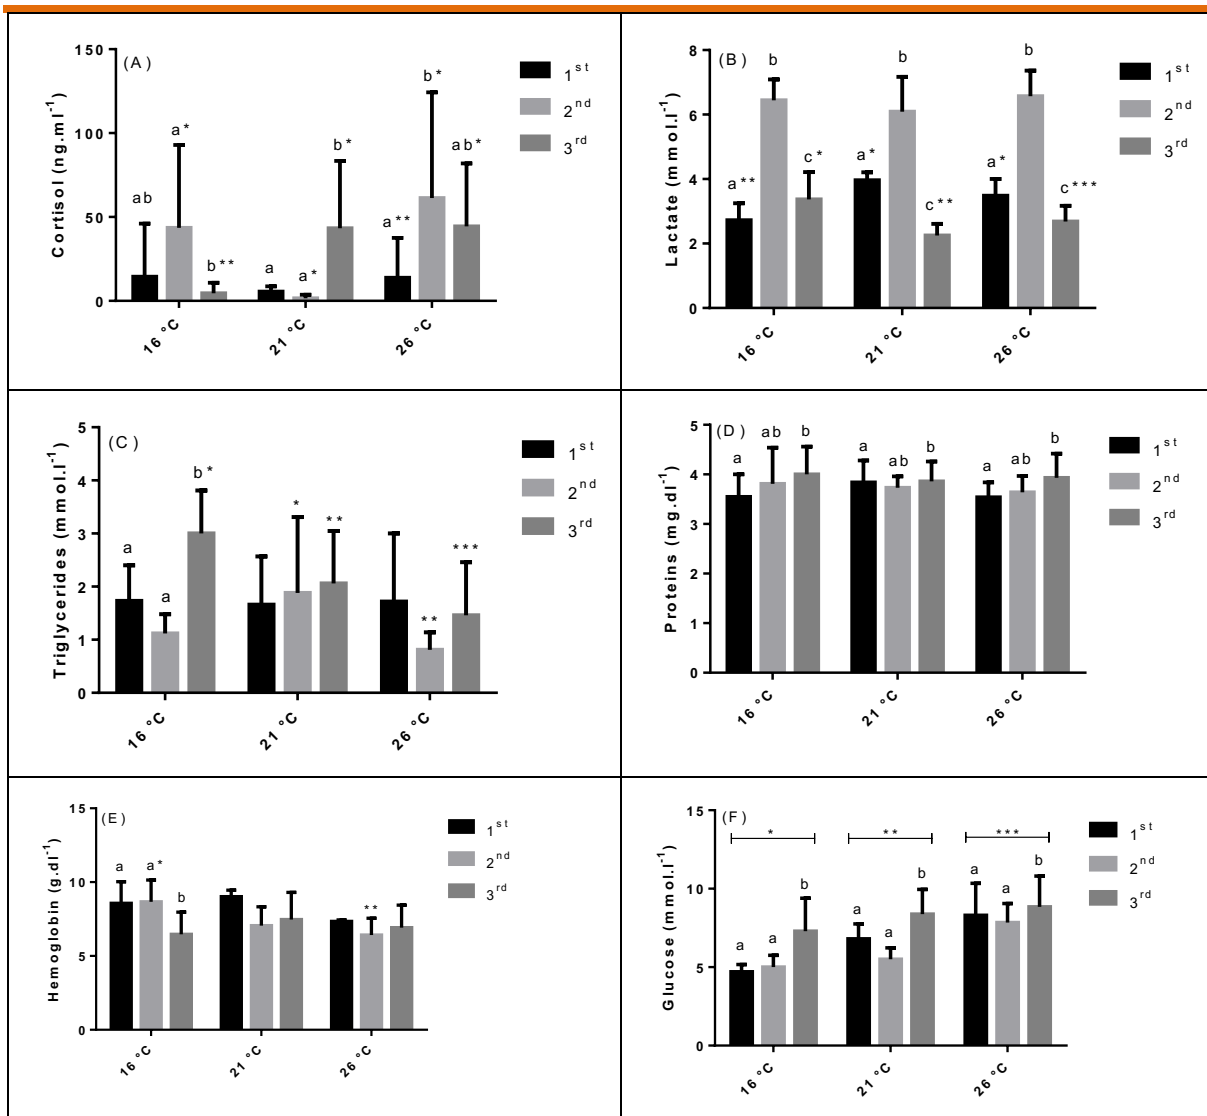 (A)
Cortisol (ng.ml⁻¹)
150
100
50
0
ab
a*
b**
a
a*
b*
a**
b*
ab*
16 °C
21 °C
26 °C
1st
2nd
3rd
(B)
Lactate (mmol.l⁻¹)
8
6
4
2
0
a**
b
c*
a*
b
c**
a*
b
c***
16 °C
21 °C
26 °C
1st
2nd
3rd
(C)
Triglycerides (mmol.l⁻¹)
5
4
3
2
1
0
a
a
b*
*
**
**
***
16 °C
21 °C
26 °C
1st
2nd
3rd
(D)
Proteins (mg.dl⁻¹)
5
4
3
2
1
0
a
ab
b
a
ab
b
a
ab
b
16 °C
21 °C
26 °C
1st
2nd
3rd
(E)
Hemoglobin (g.dl⁻¹)
15
10
5
0
a
a*
b
**
16 °C
21 °C
26 °C
1st
2nd
3rd
(F)
Glucose (mmol.l⁻¹)
15
10
5
0
*
**
***
a
a
b
a
a
b
a
a
b
16 °C
21 °C
26 °C
1st
2nd
3rd